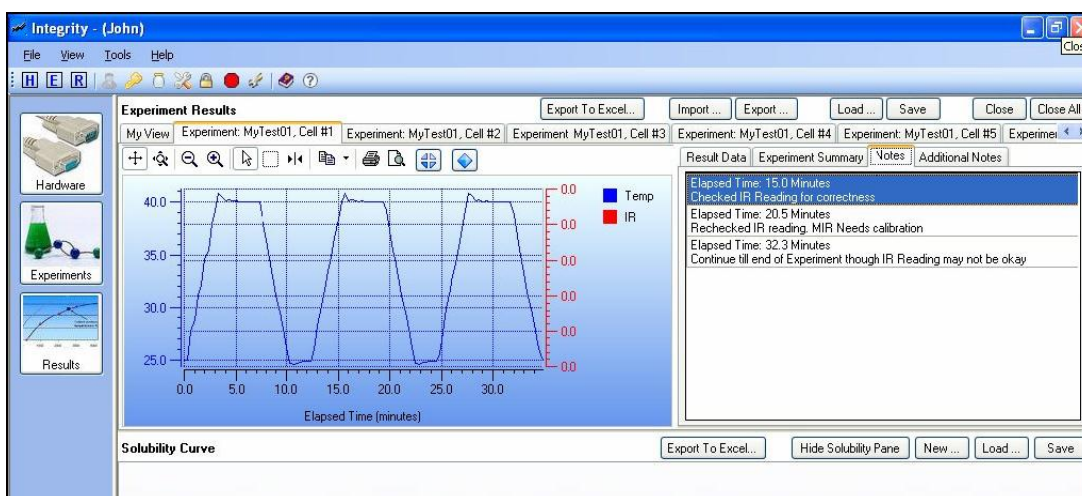 Integrity - (John)
Close
File View Tools Help
H E R
Experiment Results
Export To Excel... Import ... Export ... Load ... Save Close Close All
My View Experiment: MyTest01, Cell #1 Experiment: MyTest01, Cell #2 Experiment MyTest01, Cell #3 Experiment: MyTest01, Cell #4 Experiment: MyTest01, Cell #5
Hardware
Experiments
Results
40.0
35.0
30.0
25.0
0.0 5.0 10.0 15.0 20.0 25.0 30.0
Elapsed Time (minutes)
0.0
0.0
0.0
0.0
0.0
Temp
IR
Result Data Experiment Summary Notes Additional Notes
Elapsed Time: 15.0 Minutes
Checked IR Reading for correctness
Elapsed Time: 20.5 Minutes
Rechecked IR reading. MIR Needs calibration
Elapsed Time: 32.3 Minutes
Continue till end of Experiment though IR Reading may not be okay
Solubility Curve
Export To Excel... Hide Solubility Pane New ... Load ... Save